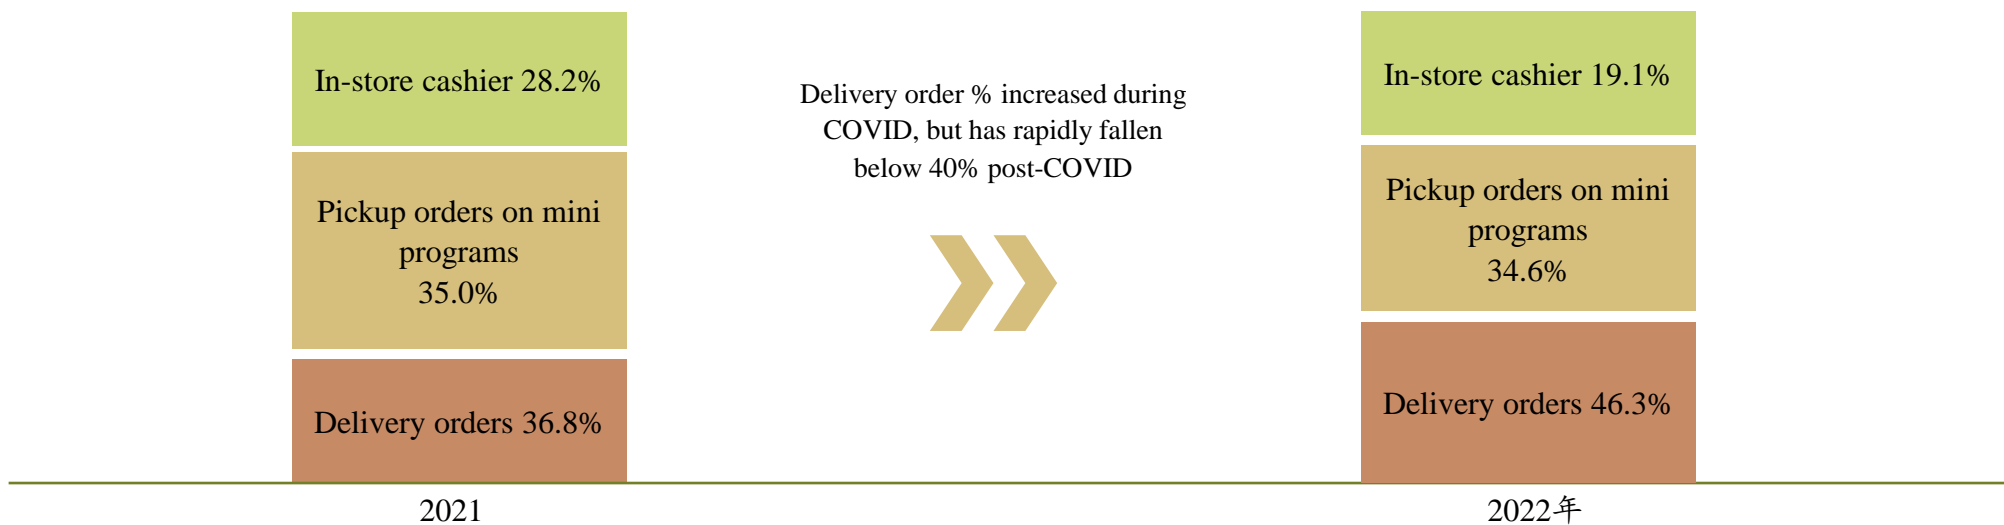 In-store cashier 28.2%
Pickup orders on mini
programs
35.0%
Delivery orders 36.8%
2021
Delivery order % increased during
COVID, but has rapidly fallen
below 40% post-COVID
In-store cashier 19.1%
Pickup orders on mini
programs
34.6%
Delivery orders 46.3%
2022年